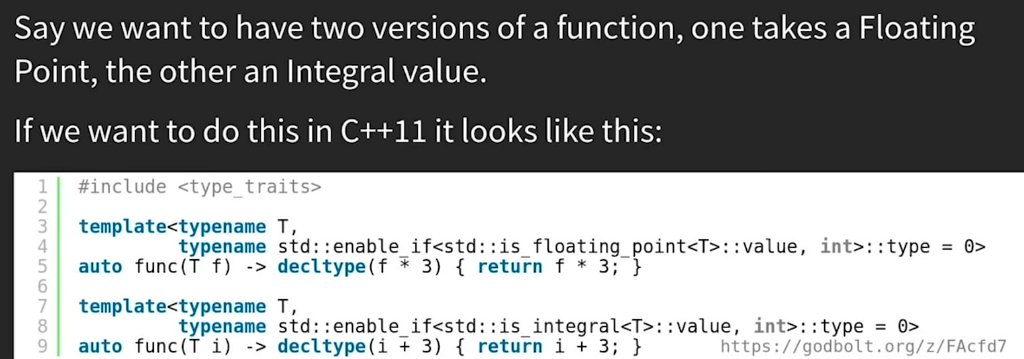 Say we want to have two versions of a function, one takes a Floating
Point, the other an Integral value.
If we want to do this in C++11 it looks like this:
1 #include <type_traits>
2
3 template<typename T,
4 typename std::enable_if<std::is_floating_point<T>::value, int>::type = 0>
5 auto func(T f) -> decltype(f * 3) { return f * 3; }
6
7 template<typename T,
8 typename std::enable_if<std::is_integral<T>::value, int>::type = 0>
9 auto func(T i) -> decltype(i + 3) { return i + 3; } https://godbolt.org/z/FAcfd7